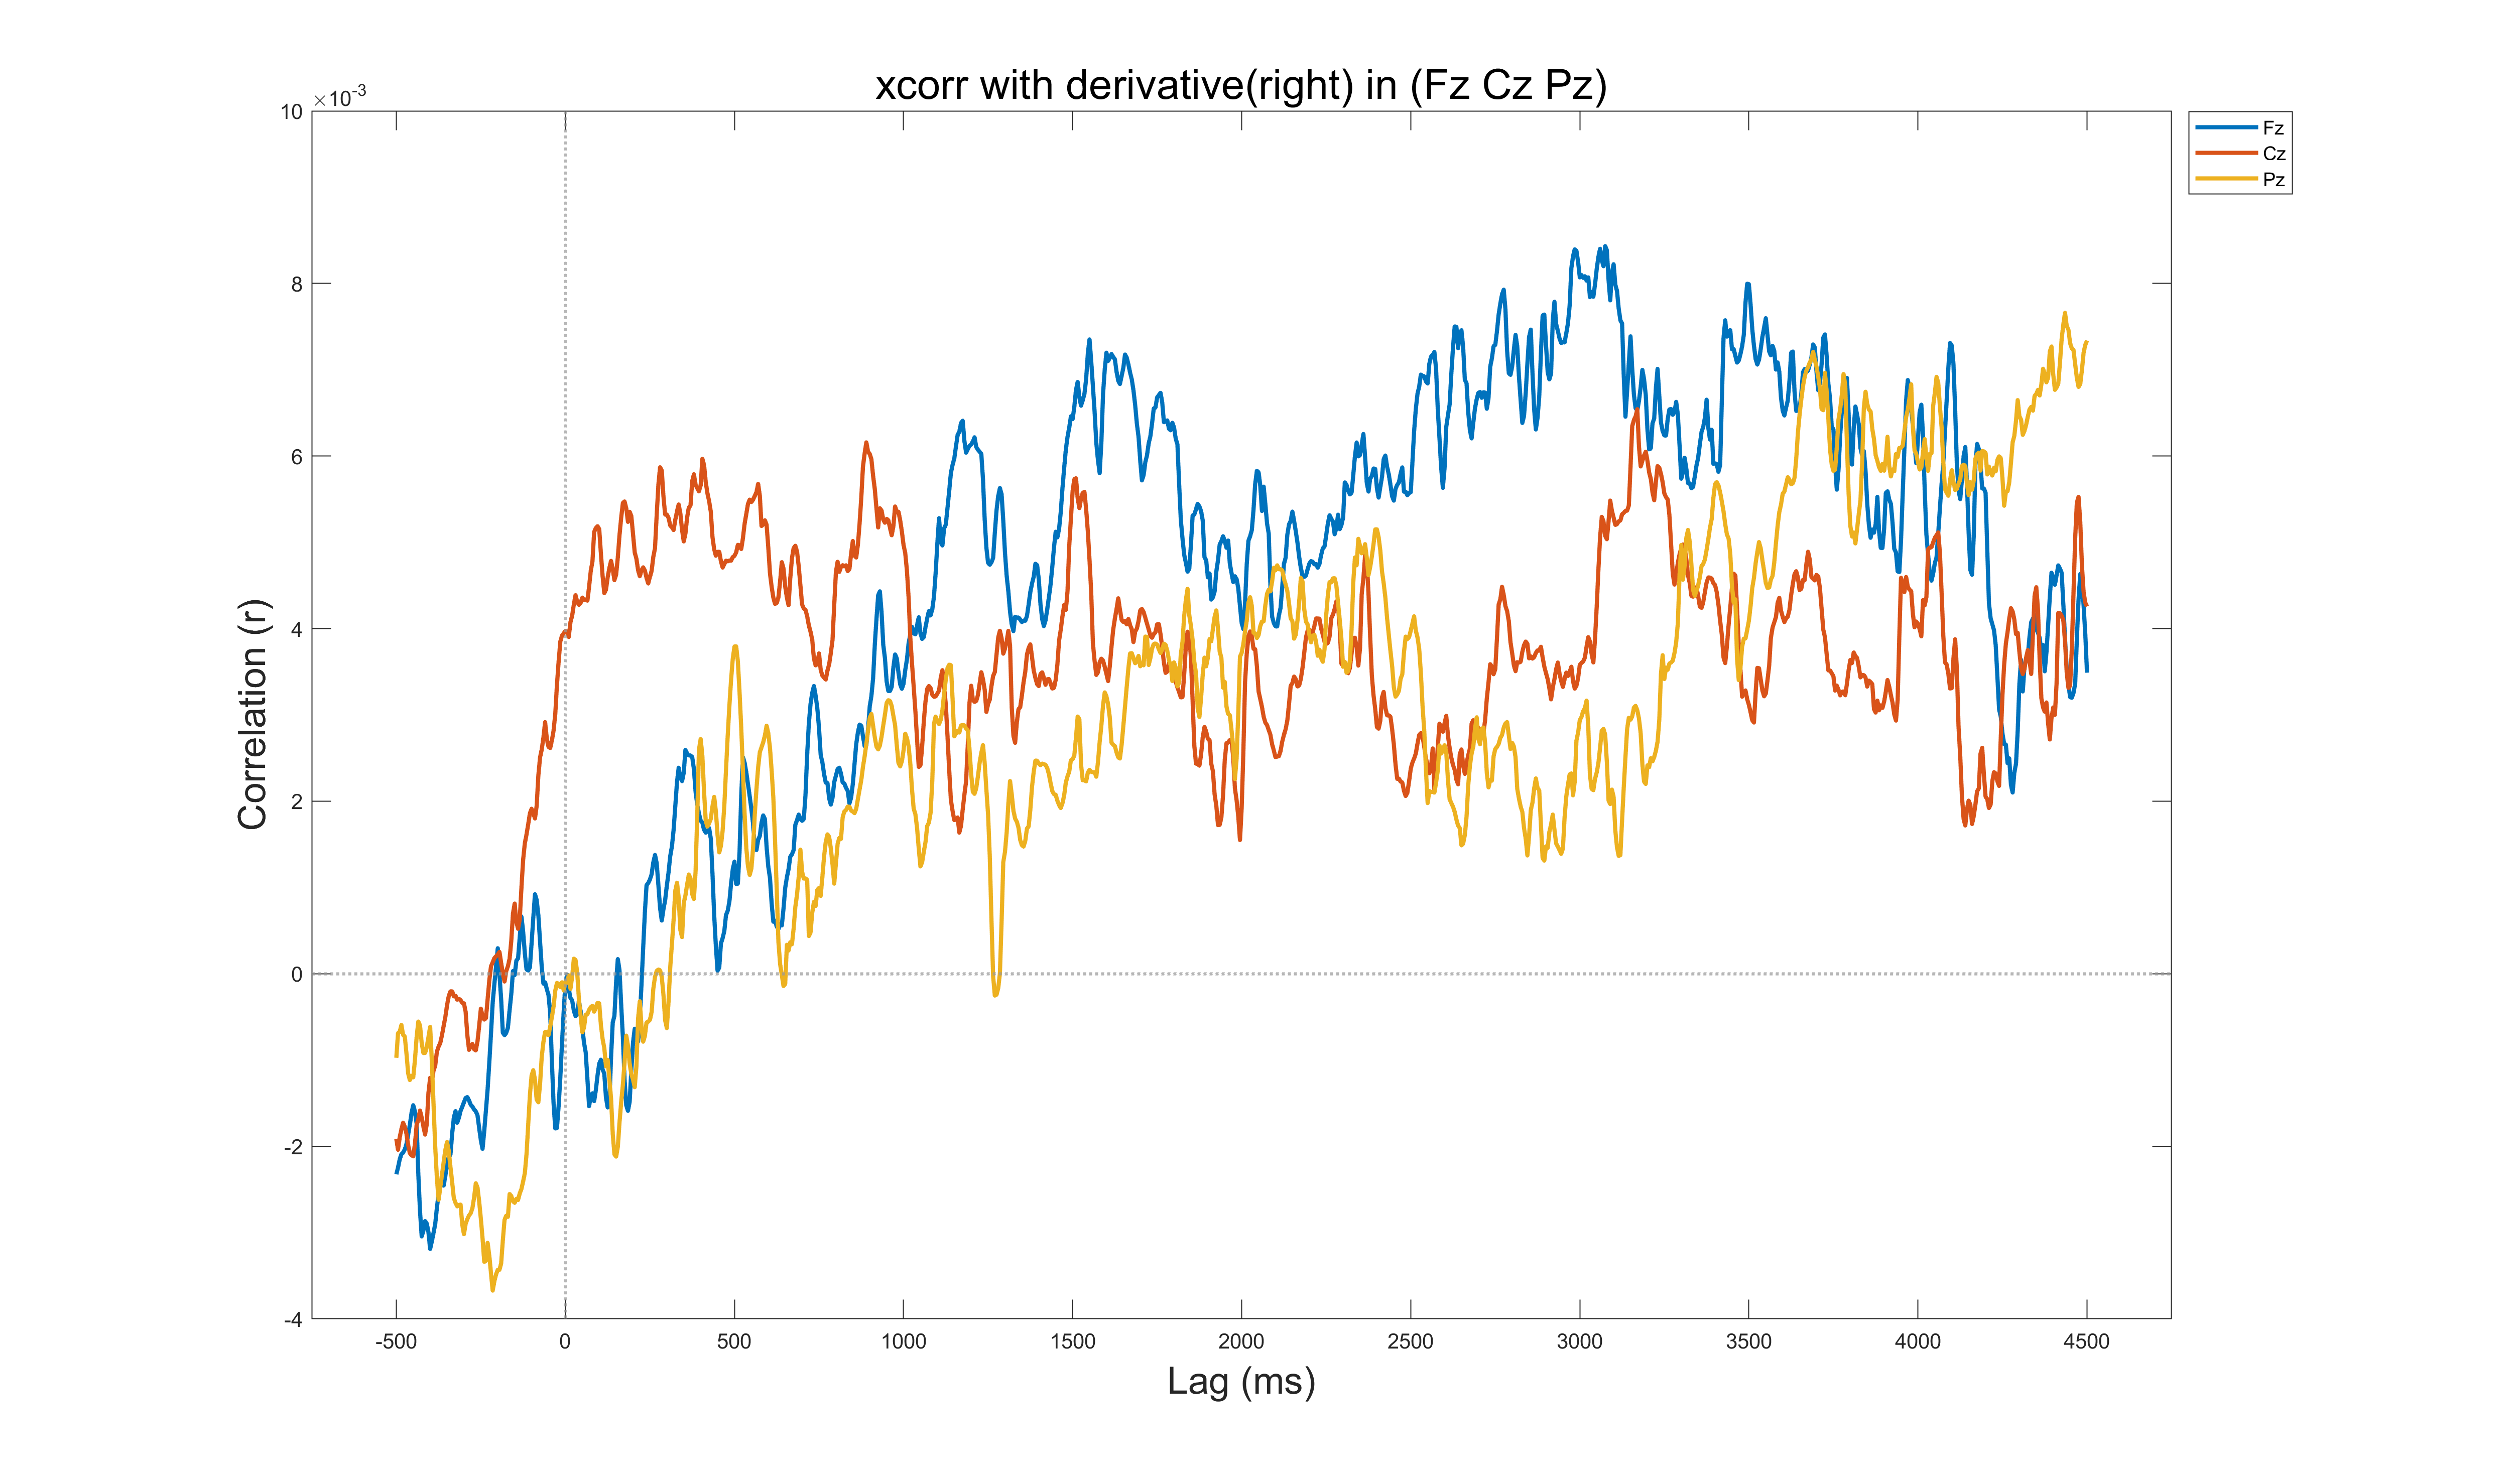 xcorr with derivative(right) in (Fz Cz Pz)
×10-3
10
8
6
4
2
0
-2
-4
Correlation (r)
-500 0 500 1000 1500 2000 2500 3000 3500 4000 4500
Lag (ms)
Fz
Cz
Pz